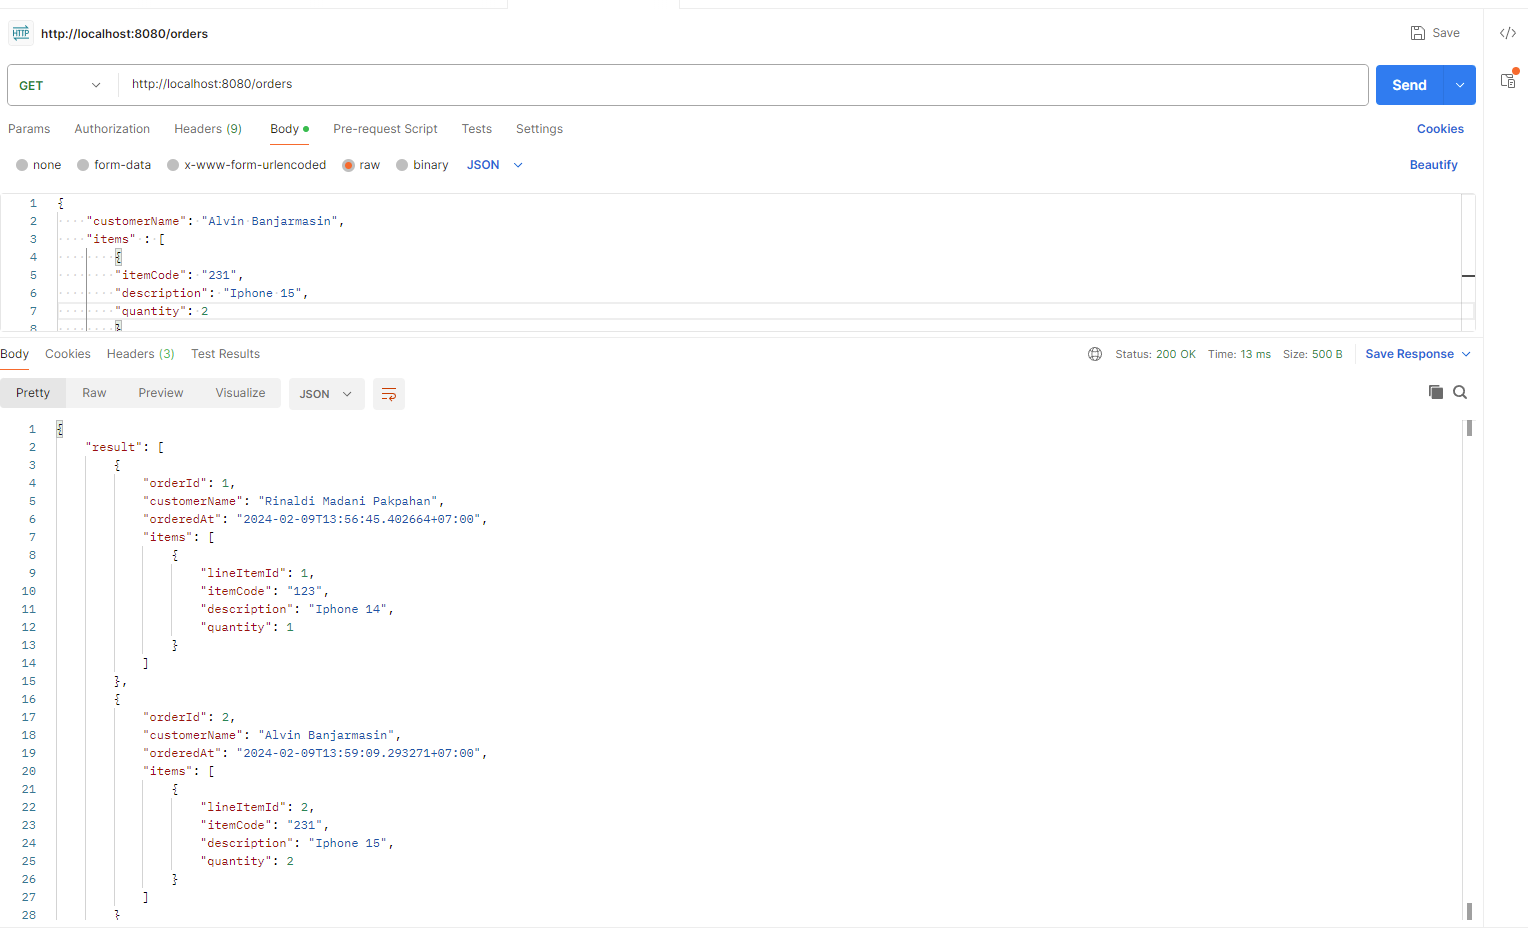 HTTP http://localhost:8080/orders Save
GET http://localhost:8080/orders Send
Params Authorization Headers (9) Body Pre-request Script Tests Settings Cookies
none form-data x-www-form-urlencoded raw binary JSON Beautify
1 {
2 "customerName": "Alvin Banjarmasin",
3 "items" : [
4 {
5 "itemCode": "231",
6 "description": "Iphone 15",
7 "quantity": 2
8 }
Body Cookies Headers (3) Test Results Status: 200 OK Time: 13 ms Size: 500 B Save Response
Pretty Raw Preview Visualize JSON
1 {
2 "result": [
3 {
4 "orderId": 1,
5 "customerName": "Rinaldi Madani Pakpahan",
6 "orderedAt": "2024-02-09T13:56:45.402664+07:00",
7 "items": [
8 {
9 "lineItemId": 1,
10 "itemCode": "123",
11 "description": "Iphone 14",
12 "quantity": 1
13 }
14 ]
15 },
16 {
17 "orderId": 2,
18 "customerName": "Alvin Banjarmasin",
19 "orderedAt": "2024-02-09T13:59:09.293271+07:00",
20 "items": [
21 {
22 "lineItemId": 2,
23 "itemCode": "231",
24 "description": "Iphone 15",
25 "quantity": 2
26 }
27 ]
28 }